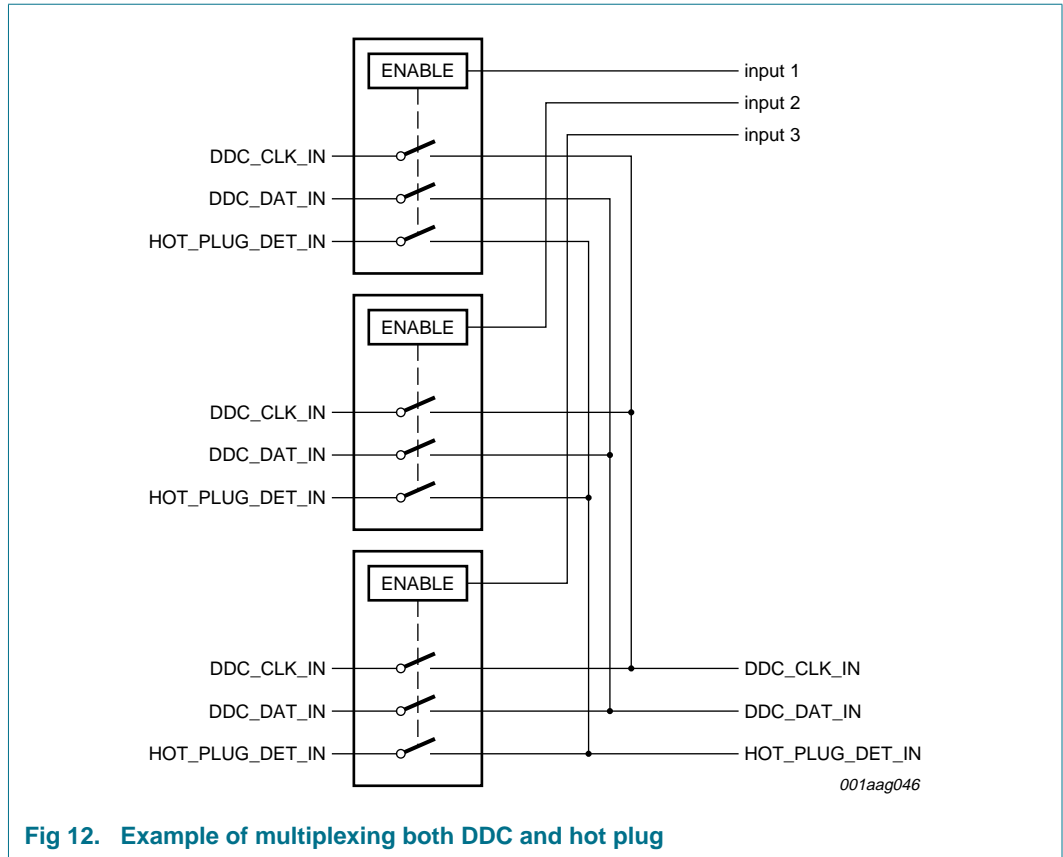 ENABLE
input 1
input 2
input 3
DDC_CLK_IN
DDC_DAT_IN
HOT_PLUG_DET_IN
ENABLE
DDC_CLK_IN
DDC_DAT_IN
HOT_PLUG_DET_IN
ENABLE
DDC_CLK_IN
DDC_CLK_IN
DDC_DAT_IN
DDC_DAT_IN
HOT_PLUG_DET_IN
HOT_PLUG_DET_IN
001aag046
Fig 12. Example of multiplexing both DDC and hot plug